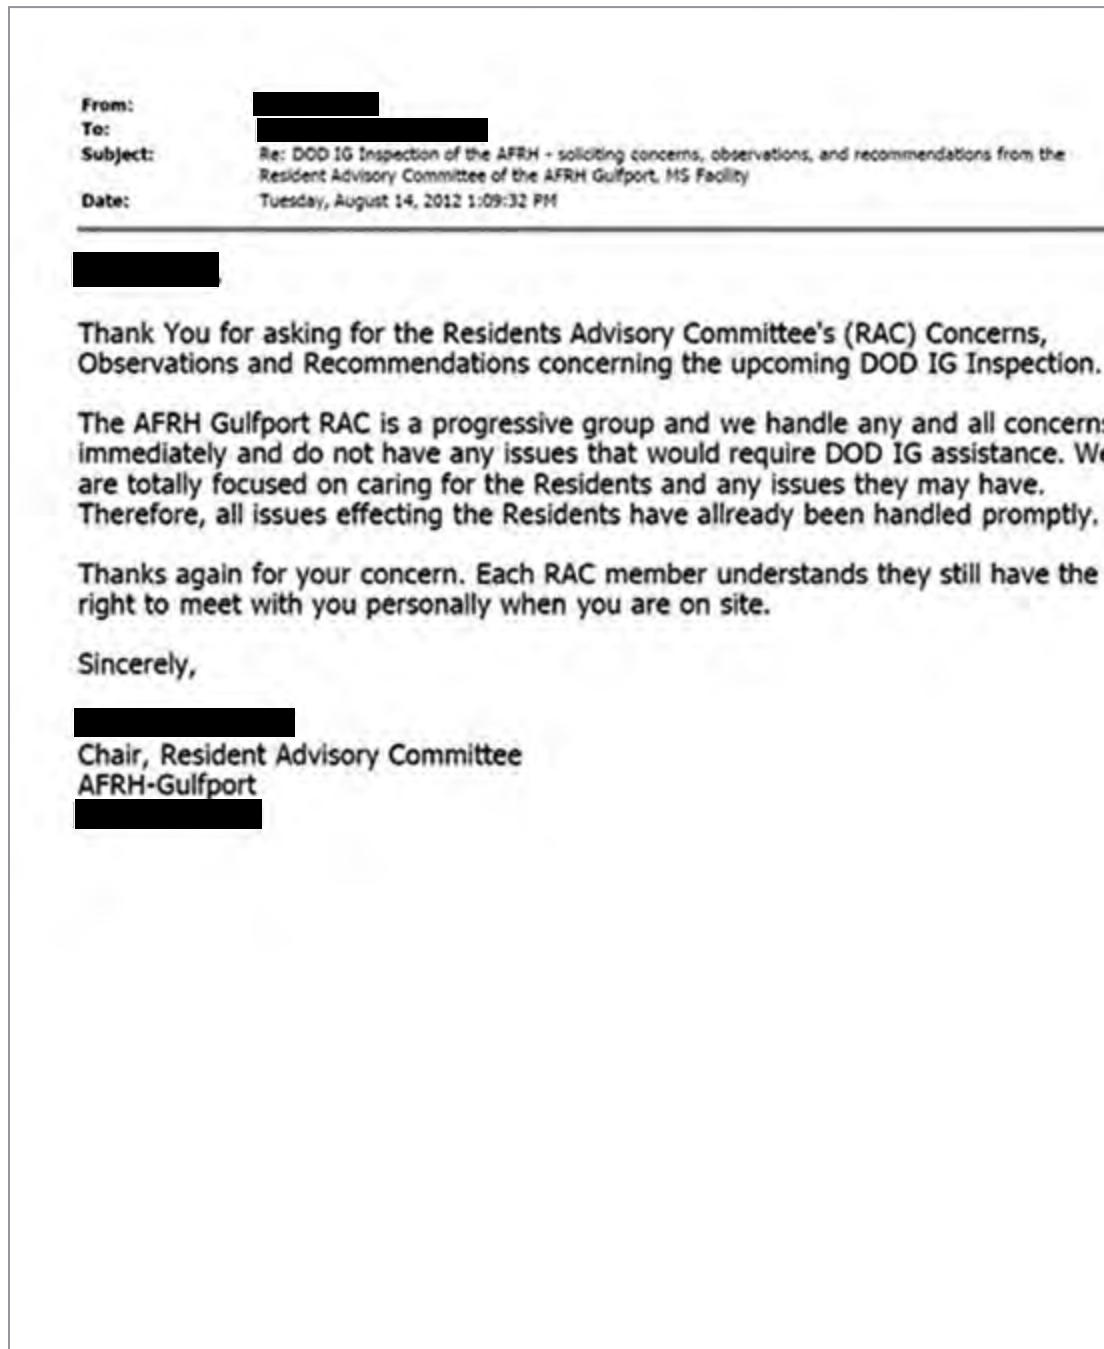 From:
To:
Subject: Re: DOD IG Inspection of the AFRH - soliciting concerns, observations, and recommendations from the
Resident Advisory Committee of the AFRH Gulfport, MS Facility
Date: Tuesday, August 14, 2012 1:09:32 PM
Thank You for asking for the Residents Advisory Committee's (RAC) Concerns,
Observations and Recommendations concerning the upcoming DOD IG Inspection.
The AFRH Gulfport RAC is a progressive group and we handle any and all concerns
immediately and do not have any issues that would require DOD IG assistance. We
are totally focused on caring for the Residents and any issues they may have.
Therefore, all issues effecting the Residents have allready been handled promptly.
Thanks again for your concern. Each RAC member understands they still have the
right to meet with you personally when you are on site.
Sincerely,
Chair, Resident Advisory Committee
AFRH-Gulfport